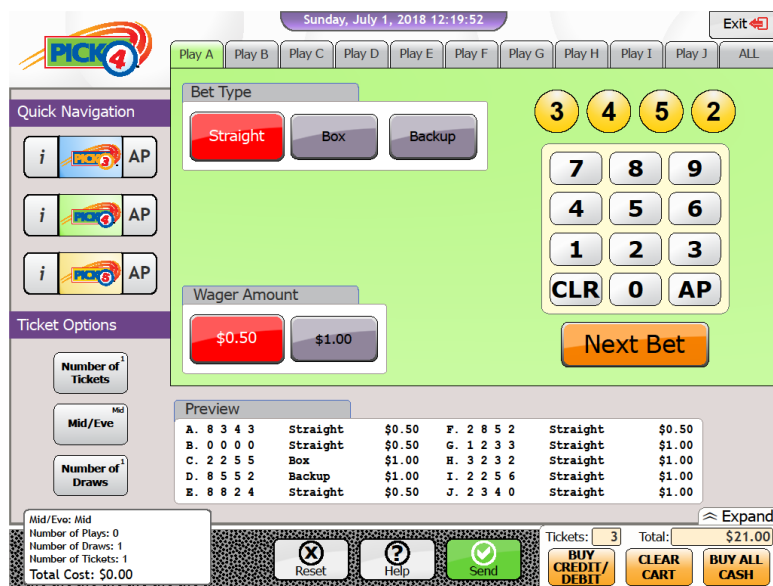 Sunday, July 1, 2018 12:19:52
Exit
PICK 4
Play A Play B Play C Play D Play E Play F Play G Play H Play I Play J ALL
Quick Navigation
i PICK 3 AP
i PICK 4 AP
i PICK 5 AP
Ticket Options
Number of Tickets 1
Mid/Eve Mid
Number of Draws 1
Bet Type
Straight Box Backup
3 4 5 2
7 8 9
4 5 6
1 2 3
CLR 0 AP
Wager Amount
$0.50 $1.00
Next Bet
Preview
A. 8 3 4 3 Straight $0.50 F. 2 8 5 2 Straight $0.50
B. 0 0 0 0 Straight $0.50 G. 1 2 3 3 Straight $1.00
C. 2 2 5 5 Box $1.00 H. 3 2 3 2 Straight $1.00
D. 8 5 5 2 Backup $1.00 I. 2 2 5 6 Straight $1.00
E. 8 8 2 4 Straight $0.50 J. 2 3 4 0 Straight $1.00
Expand
Mid/Evo: Mid
Number of Plays: 0
Number of Draws: 1
Number of Tickets: 1
Total Cost: $0.00
Reset
Help
Send
Tickets: 3 Total: $21.00
BUY CREDIT/ DEBIT
CLEAR CART
BUY ALL CASH